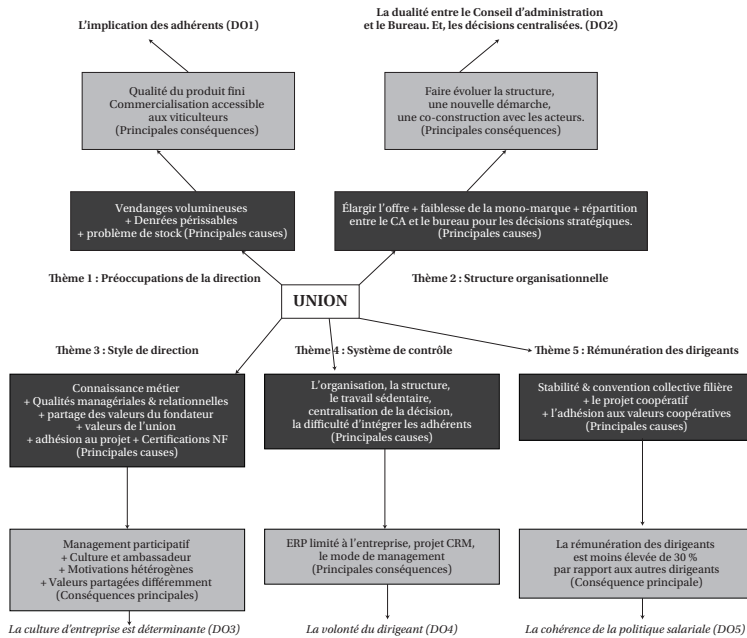 L'implication des adhérents (DO1)
La dualité entre le Conseil d'administration
et le Bureau. Et, les décisions centralisées. (DO2)
Qualité du produit fini
Commercialisation accessible
aux viticulteurs
(Principales conséquences)
Faire évoluer la structure,
une nouvelle démarche,
une co-construction avec les acteurs.
(Principales conséquences)
Vendanges volumineuses
+ Denrées périssables
+ problème de stock (Principales causes)
Élargir l'offre + faiblesse de la mono-marque + répartition
entre le CA et le bureau pour les décisions stratégiques.
(Principales causes)
Thème 1 : Préoccupations de la direction
Thème 2 : Structure organisationnelle
UNION
Thème 3 : Style de direction
Thème 4 : Système de contrôle
Thème 5 : Rémunération des dirigeants
Connaissance métier
+ Qualités managériales & relationnelles
+ partage des valeurs du fondateur
+ valeurs de l'union
+ adhésion au projet + Certifications NF
(Principales causes)
L'organisation, la structure,
le travail sédentaire,
centralisation de la décision,
la difficulté d'intégrer les adhérents
(Principales causes)
Stabilité & convention collective filière
+ le projet coopératif
+ l'adhésion aux valeurs coopératives
(Principales causes)
Management participatif
+ Culture et ambassadeur
+ Motivations hétérogènes
+ Valeurs partagées différemment
(Conséquences principales)
ERP limité à l'entreprise, projet CRM,
le mode de management
(Principales conséquences)
La rémunération des dirigeants
est moins élevée de 30 %
par rapport aux autres dirigeants
(Conséquence principale)
La culture d'entreprise est déterminante (DO3)
La volonté du dirigeant (DO4)
La cohérence de la politique salariale (DO5)